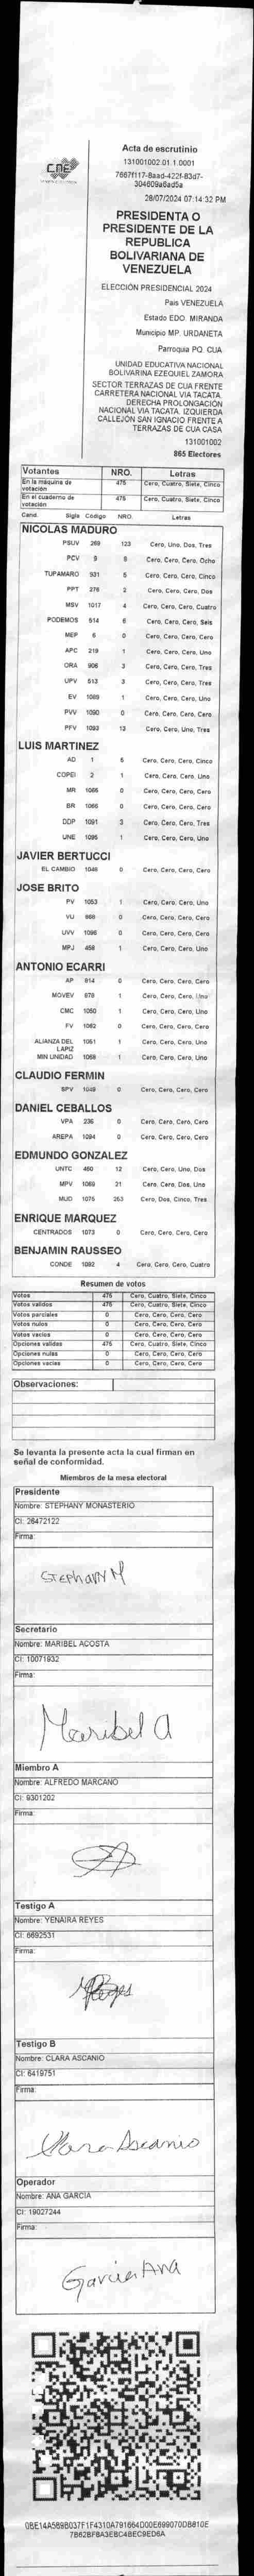 CNE
Acta de escrutinio
131001002.01.1.0001
7667f117-8aad-422f-83d7-
304609a6ad5a
28/07/2024 07:14:32 PM
PRESIDENTA O
PRESIDENTE DE LA
REPUBLICA
BOLIVARIANA DE
VENEZUELA
ELECCIÓN PRESIDENCIAL 2024
Pais VENEZUELA
Estado EDO. MIRANDA
Municipio MP. URDANETA
Parroquia PQ. CUA
UNIDAD EDUCATIVA NACIONAL
BOLIVARINA EZEQUIEL ZAMORA
SECTOR TERRAZAS DE CUA FRENTE
CARRETERA NACIONAL VIA TACATA.
DERECHA PROLONGACIÓN
NACIONAL VIA TACATA. IZQUIERDA
CALLEJÓN SAN IGNACIO FRENTE A
TERRAZAS DE CUA CASA
131001002
865 Electores
Votantes NRO. Letras
En la máquina de votación 475 Cero, Cuatro, Siete, Cinco
En el cuaderno de votación 475 Cero, Cuatro, Siete, Cinco
Cand. Sigla Código NRO. Letras
NICOLAS MADURO
PSUV 269 123 Cero, Uno, Dos, Tres
PCV 9 8 Cero, Cero, Cero, Ocho
TUPAMARO 931 5 Cero, Cero, Cero, Cinco
PPT 276 2 Cero, Cero, Cero, Dos
MSV 1017 4 Cero, Cero, Cero, Cuatro
PODEMOS 514 6 Cero, Cero, Cero, Seis
MEP 6 0 Cero, Cero, Cero, Cero
APC 219 1 Cero, Cero, Cero, Uno
ORA 906 3 Cero, Cero, Cero, Tres
UPV 613 3 Cero, Cero, Cero, Tres
EV 1089 1 Cero, Cero, Cero, Uno
PVV 1090 0 Cero, Cero, Cero, Cero
PFV 1093 13 Cero, Cero, Uno, Tres
LUIS MARTINEZ
AD 1 5 Cero, Cero, Cero, Cinco
COPEI 2 1 Cero, Cero, Cero, Uno
MR 1065 0 Cero, Cero, Cero, Cero
BR 1066 0 Cero, Cero, Cero, Cero
DDP 1091 3 Cero, Cero, Cero, Tres
UNE 1095 1 Cero, Cero, Cero, Uno
JAVIER BERTUCCI
EL CAMBIO 1048 0 Cero, Cero, Cero, Cero
JOSE BRITO
PV 1053 1 Cero, Cero, Cero, Uno
VU 868 0 Cero, Cero, Cero, Cero
UVV 1096 0 Cero, Cero, Cero, Cero
MPJ 458 1 Cero, Cero, Cero, Uno
ANTONIO ECARRI
AP 814 0 Cero, Cero, Cero, Cero
MOVEV 878 1 Cero, Cero, Cero, Uno
CMC 1050 1 Cero, Cero, Cero, Uno
FV 1062 0 Cero, Cero, Cero, Cero
ALIANZA DEL LAPIZ 1051 1 Cero, Cero, Cero, Uno
MIN UNIDAD 1068 1 Cero, Cero, Cero, Uno
CLAUDIO FERMIN
SPV 1049 0 Cero, Cero, Cero, Cero
DANIEL CEBALLOS
VPA 236 0 Cero, Cero, Cero, Cero
AREPA 1094 0 Cero, Cero, Cero, Cero
EDMUNDO GONZALEZ
UNTC 460 12 Cero, Cero, Uno, Dos
MPV 1069 21 Cero, Cero, Dos, Uno
MUD 1075 253 Cero, Dos, Cinco, Tres
ENRIQUE MARQUEZ
CENTRADOS 1073 0 Cero, Cero, Cero, Cero
BENJAMIN RAUSSEO
CONDE 1082 4 Cero, Cero, Cero, Cuatro
Resumen de votos
Votos 475 Cero, Cuatro, Siete, Cinco
Votos validos 475 Cero, Cuatro, Siete, Cinco
Votos parciales 0 Cero, Cero, Cero, Cero
Votos nulos 0 Cero, Cero, Cero, Cero
Votos vacios 0 Cero, Cero, Cero, Cero
Opciones validas 475 Cero, Cuatro, Siete, Cinco
Opciones nulas 0 Cero, Cero, Cero, Cero
Opciones vacias 0 Cero, Cero, Cero, Cero
Observaciones:
Se levanta la presente acta la cual firman en
señal de conformidad.
Miembros de la mesa electoral
Presidente
Nombre: STEPHANY MONASTERIO
CI: 26472122
Firma:
StephanY M
Secretario
Nombre: MARIBEL ACOSTA
CI: 10071932
Firma:
Maribel A
Miembro A
Nombre: ALFREDO MARCANO
CI: 9301202
Firma:
Testigo A
Nombre: YENAIRA REYES
CI: 6692531
Firma:
YReyes
Testigo B
Nombre: CLARA ASCANIO
CI: 6419751
Firma:
Clara Ascanio
Operador
Nombre: ANA GARCIA
CI: 19027244
Firma:
Garcia Ana
0BE14A589B037F1F4310A791664D00E699070DB810E
7B62BF8A3EBC4BEC9ED6A